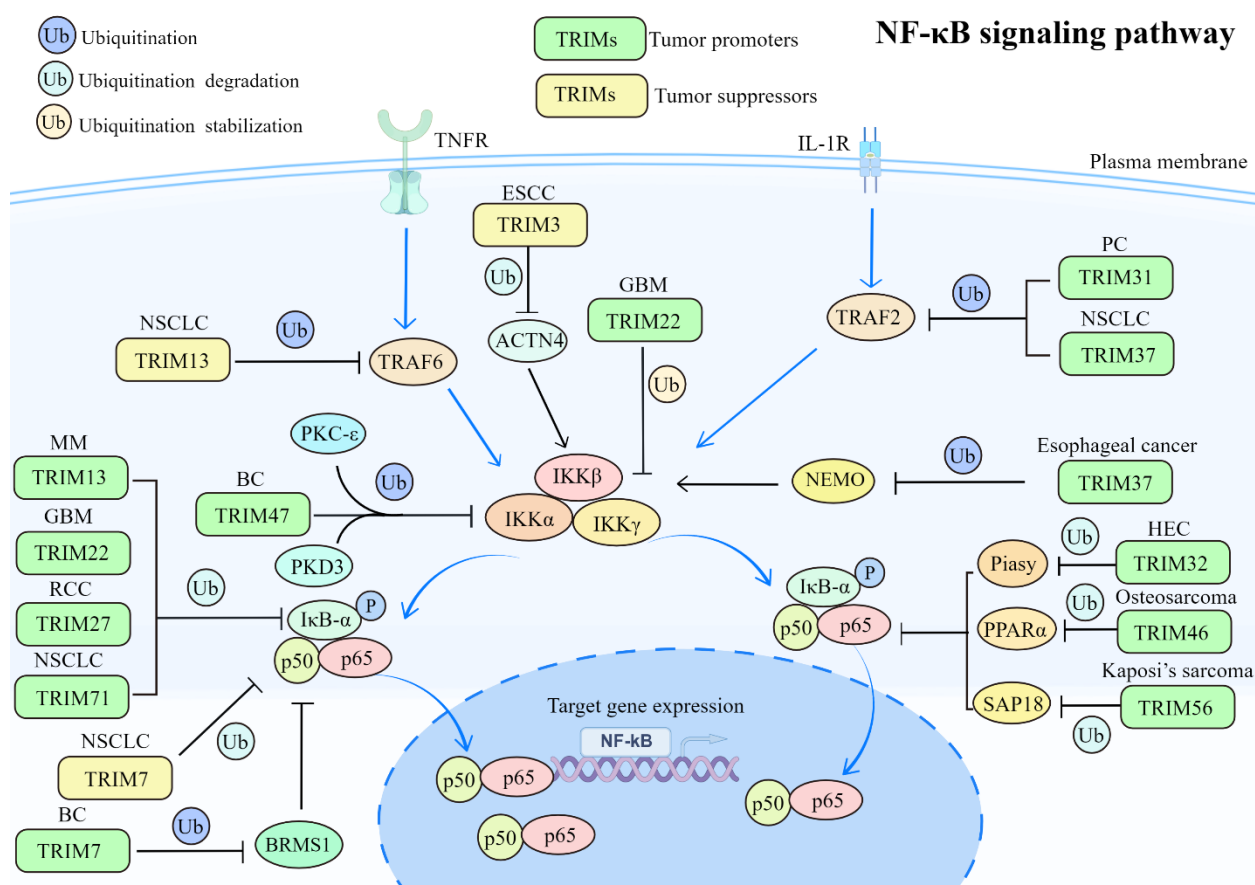 NF-κB signaling pathway
Ub Ubiquitination
Ub Ubiquitination degradation
Ub Ubiquitination stabilization
TRIMs Tumor promoters
TRIMs Tumor suppressors
TNFR
IL-1R
Plasma membrane
ESCC
TRIM3
Ub
ACTN4
GBM
TRIM22
Ub
PC
TRIM31
NSCLC
TRIM37
Ub
TRAF2
NSCLC
TRIM13
Ub
TRAF6
PKC-ε
BC
TRIM47
Ub
PKD3
IKKβ
IKKα
IKKγ
NEMO
Ub
Esophageal cancer
TRIM37
MM
TRIM13
GBM
TRIM22
RCC
TRIM27
NSCLC
TRIM71
Ub
IκB-α
P
p50
p65
IκB-α
P
p50
p65
Piasy
Ub
HEC
TRIM32
PPARα
Ub
Osteosarcoma
TRIM46
SAP18
Ub
Kaposi's sarcoma
TRIM56
NSCLC
TRIM7
Ub
BC
TRIM7
Ub
BRMS1
Target gene expression
NF-kB
p50
p65
p50
p65
p50
p65